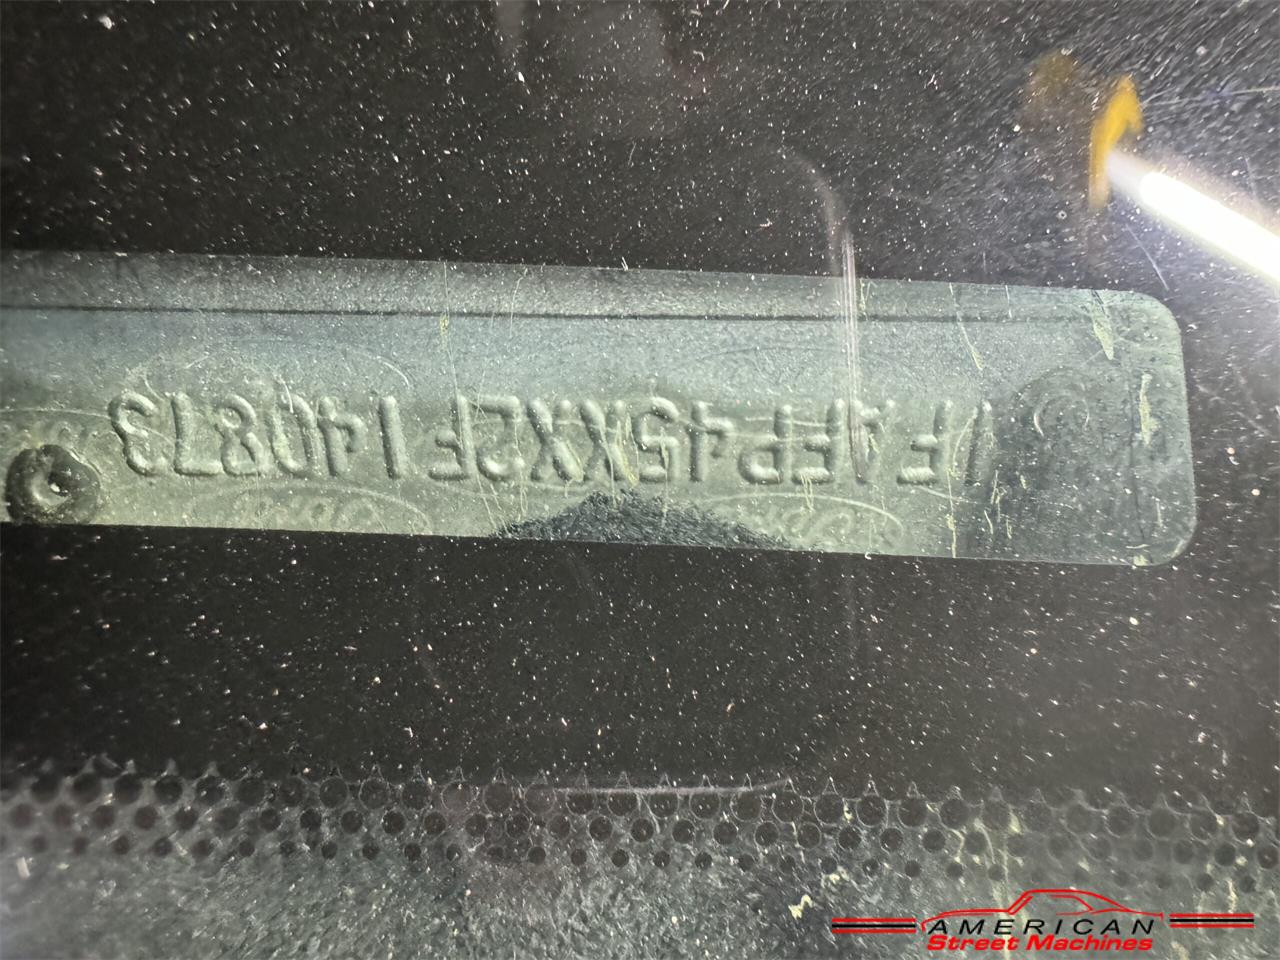 1FAFP45XX2F140873
AMERICAN
Street Machines